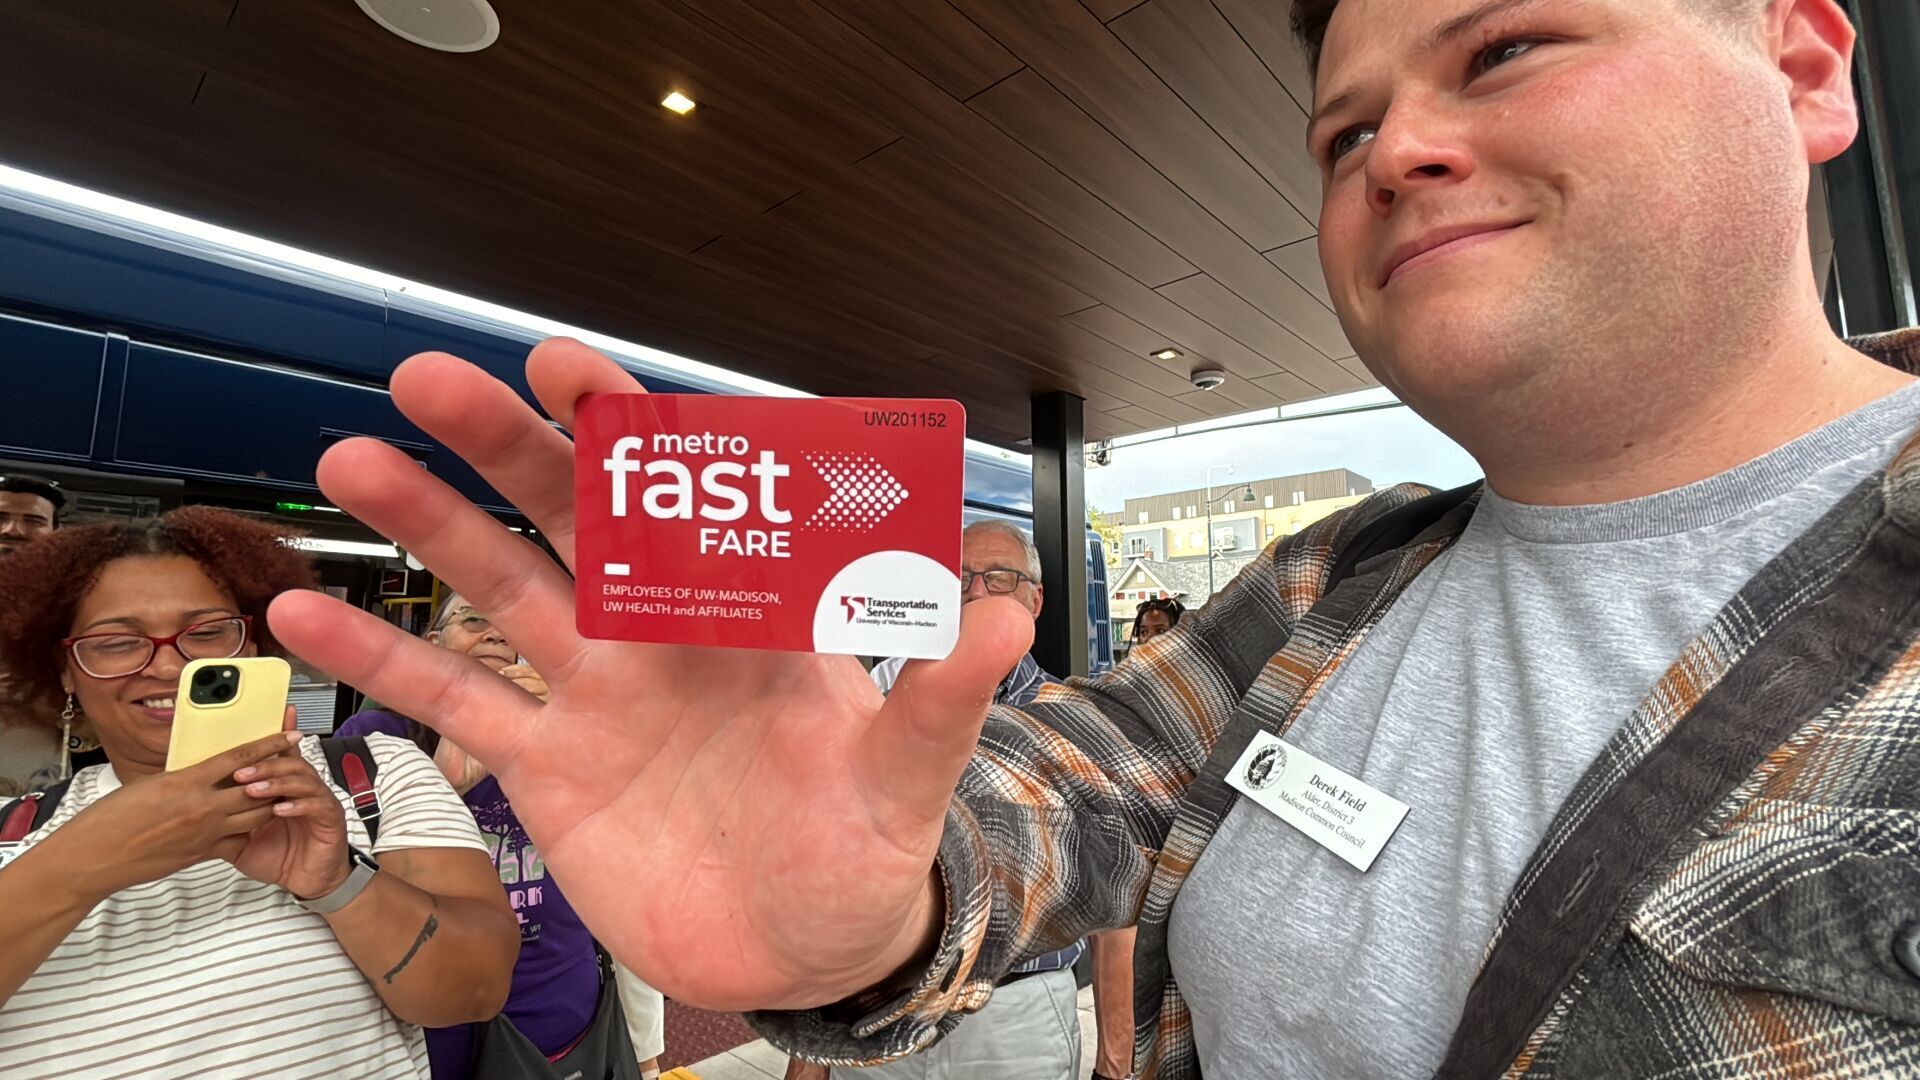 UW201152
metro
fast
FARE
EMPLOYEES OF UW-MADISON,
UW HEALTH and AFFILIATES
Transportation
Services
University of Wisconsin–Madison
Derek Field
Alder, District 3
Madison Common Council